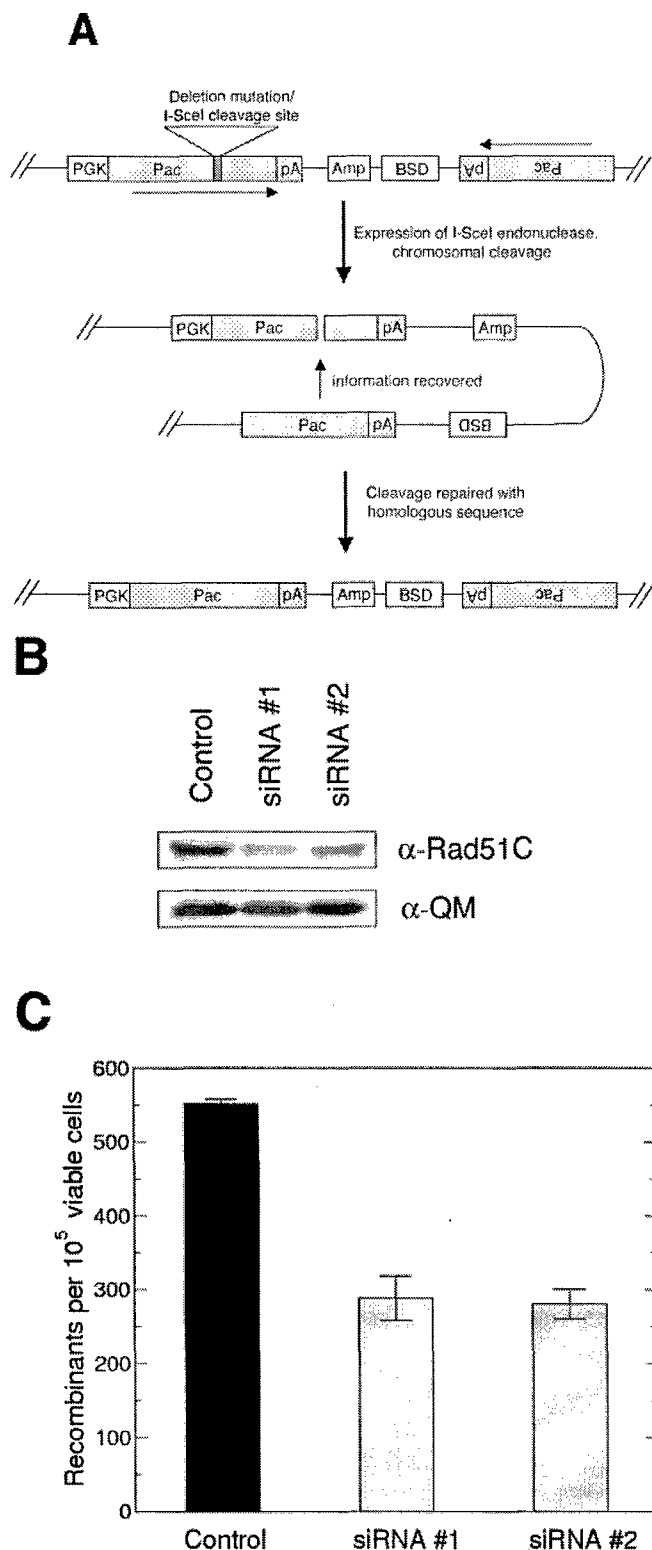 A
Deletion mutation/
I-SceI cleavage site
PGK Pac pA Amp BSD pA Pac
Expression of I-SceI endonuclease,
chromosomal cleavage
PGK Pac pA Amp
information recovered
Pac pA BSD
Cleavage repaired with
homologous sequence
PGK Pac pA Amp BSD pA Pac
B
Control
siRNA #1
siRNA #2
α-Rad51C
α-QM
C
Recombinants per 10⁵ viable cells
600
500
400
300
200
100
0
Control siRNA #1 siRNA #2